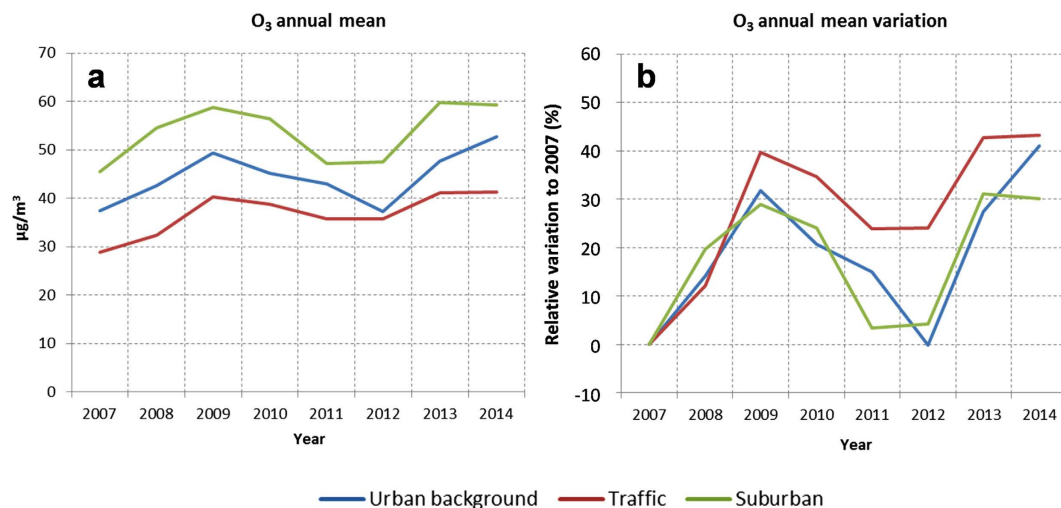 O₃ annual mean
a
70
60
50
40
30
20
10
0
µg/m³
2007 2008 2009 2010 2011 2012 2013 2014
Year
O₃ annual mean variation
b
60
50
40
30
20
10
0
-10
Relative variation to 2007 (%)
2007 2008 2009 2010 2011 2012 2013 2014
Year
Urban background Traffic Suburban